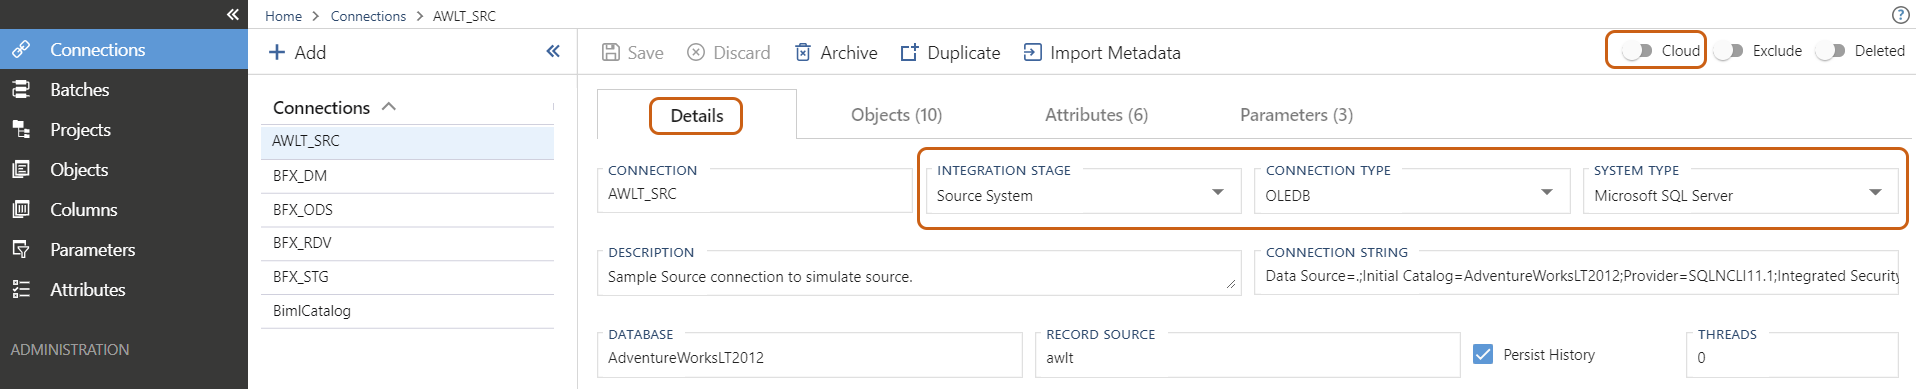 Home > Connections > AWLT_SRC
Connections
Batches
Projects
Objects
Columns
Parameters
Attributes
ADMINISTRATION
Add
Connections
AWLT_SRC
BFX_DM
BFX_ODS
BFX_RDV
BFX_STG
BimlCatalog
Save Discard Archive Duplicate Import Metadata Cloud Exclude Deleted
Details Objects (10) Attributes (6) Parameters (3)
CONNECTION
AWLT_SRC
INTEGRATION STAGE
Source System
CONNECTION TYPE
OLEDB
SYSTEM TYPE
Microsoft SQL Server
DESCRIPTION
Sample Source connection to simulate source.
CONNECTION STRING
Data Source=.;Initial Catalog=AdventureWorksLT2012;Provider=SQLNCLI11.1;Integrated Security
DATABASE
AdventureWorksLT2012
RECORD SOURCE
awlt
Persist History
THREADS
0